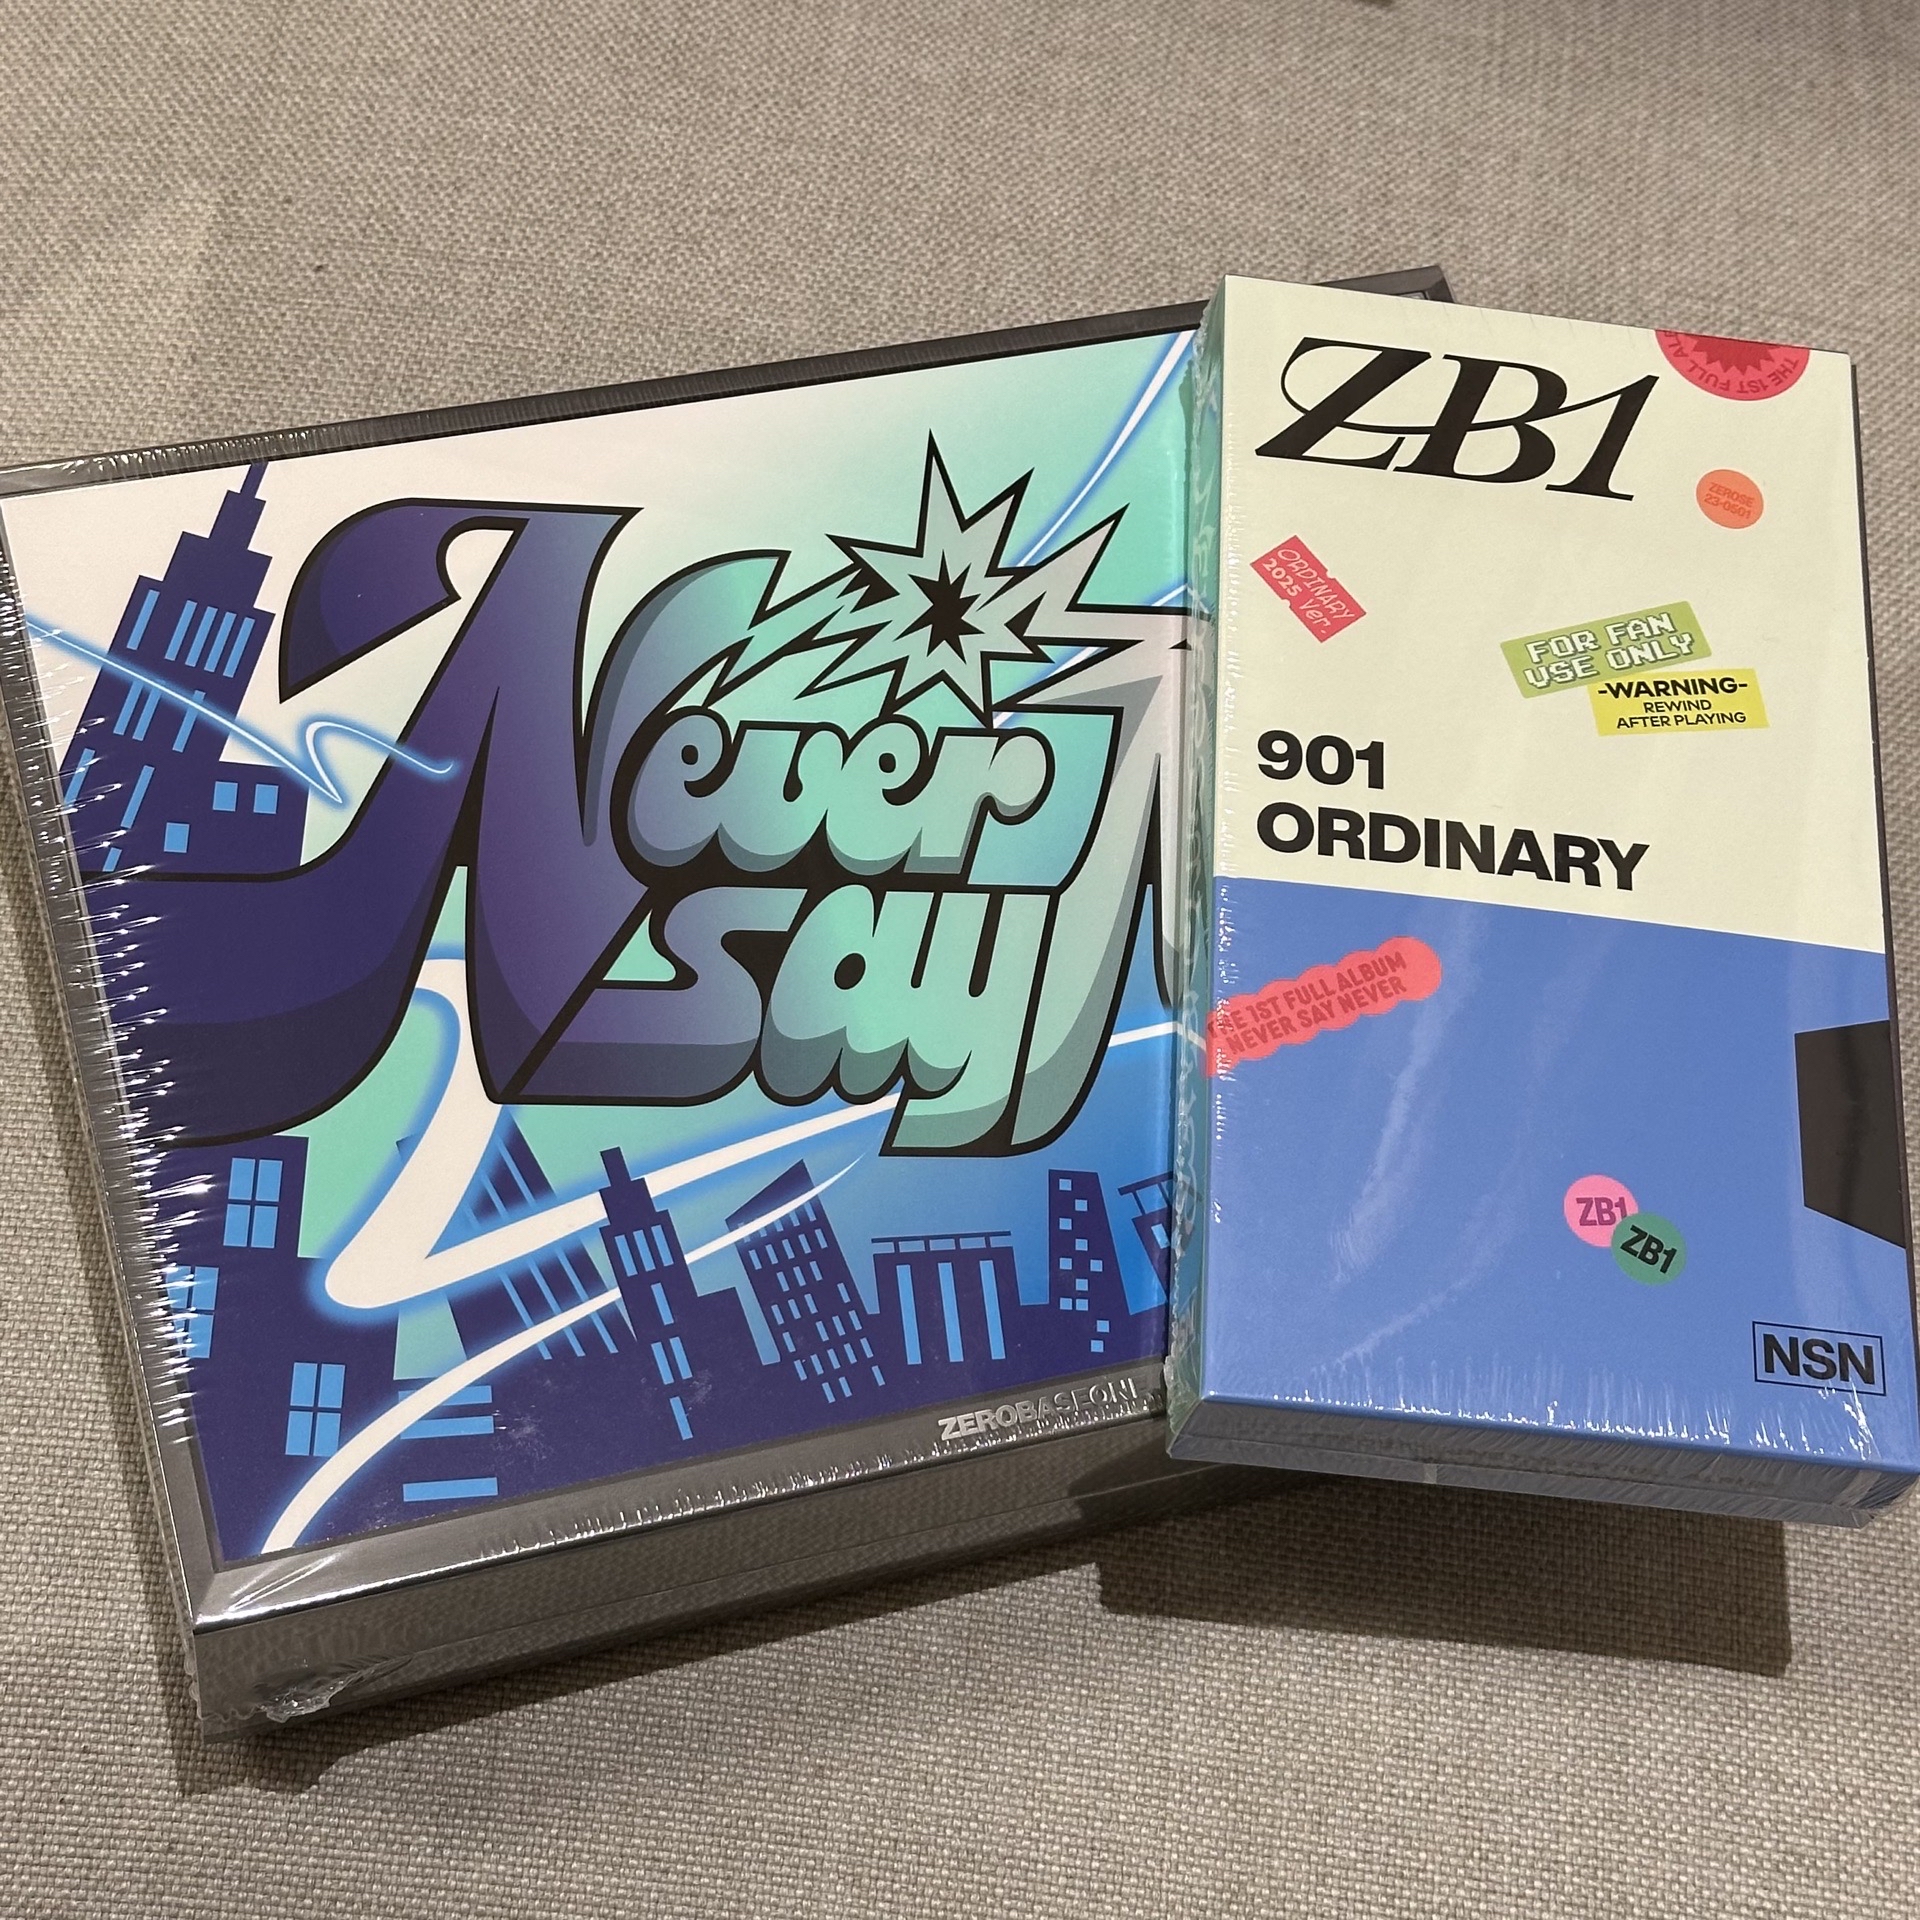 Never
say
ZEROBASEONE
ZB1
THE 1ST FULL AL
ZEROSE
23-0601
ORDINARY
2025 Ver.
FOR FAN
USE ONLY
-WARNING-
REWIND
AFTER PLAYING
901
ORDINARY
THE 1ST FULL ALBUM
NEVER SAY NEVER
ZB1
ZB1
NSN